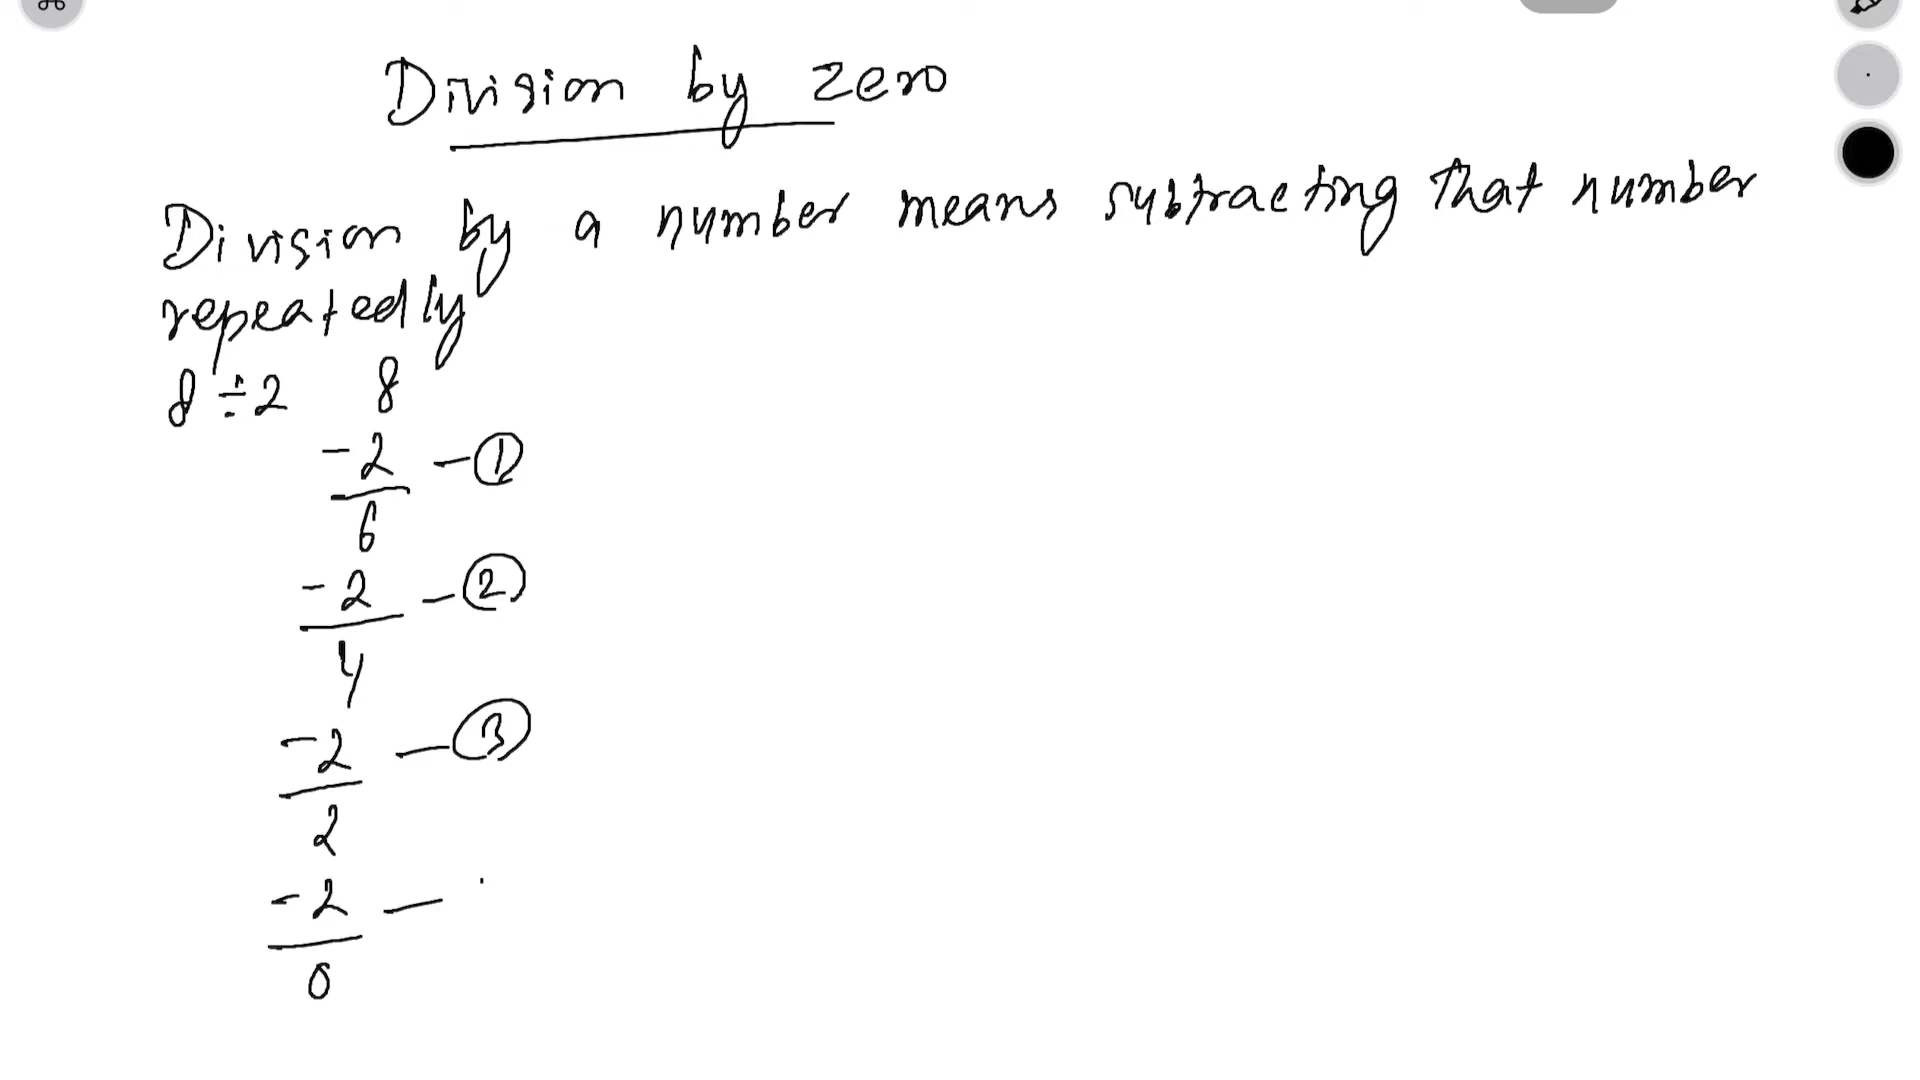 Division by zero
Division by a number means subtracting that number
repeatedly
8 ÷ 2 8
- 2 - ①
6
- 2 - ②
4
- 2 - ③
2
- 2 -
0